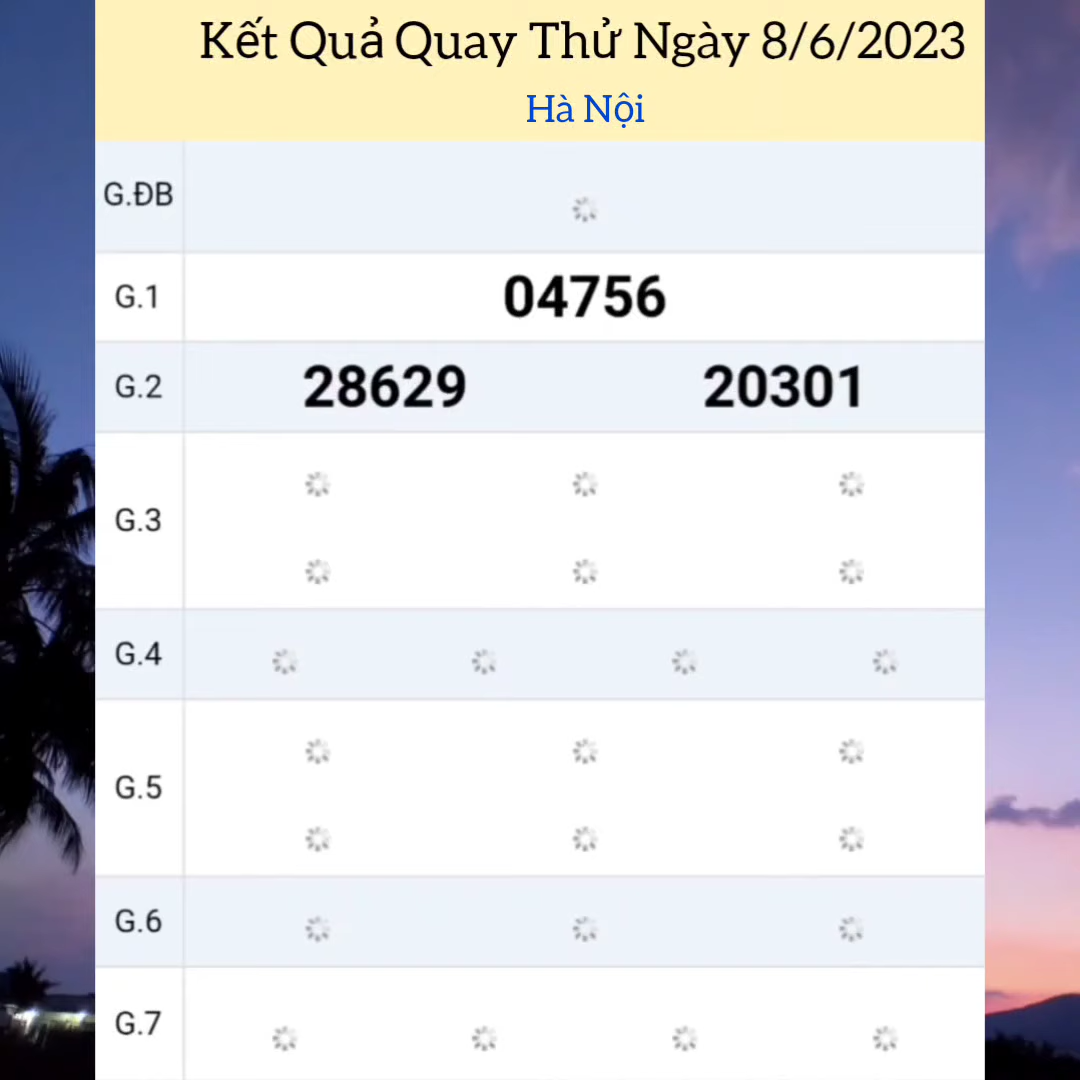 Kết Quả Quay Thử Ngày 8/6/2023
Hà Nội
G.ĐB
G.1 04756
G.2 28629 20301
G.3
G.4
G.5
G.6
G.7